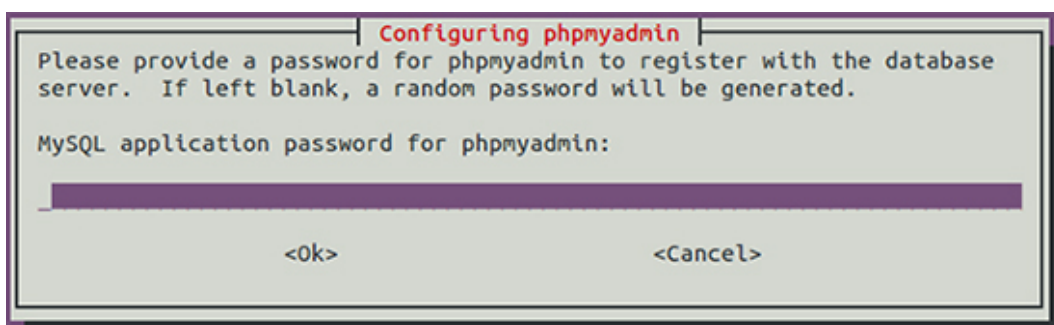 Configuring phpmyadmin
Please provide a password for phpmyadmin to register with the database
server.  If left blank, a random password will be generated.
MySQL application password for phpmyadmin:
<Ok> <Cancel>